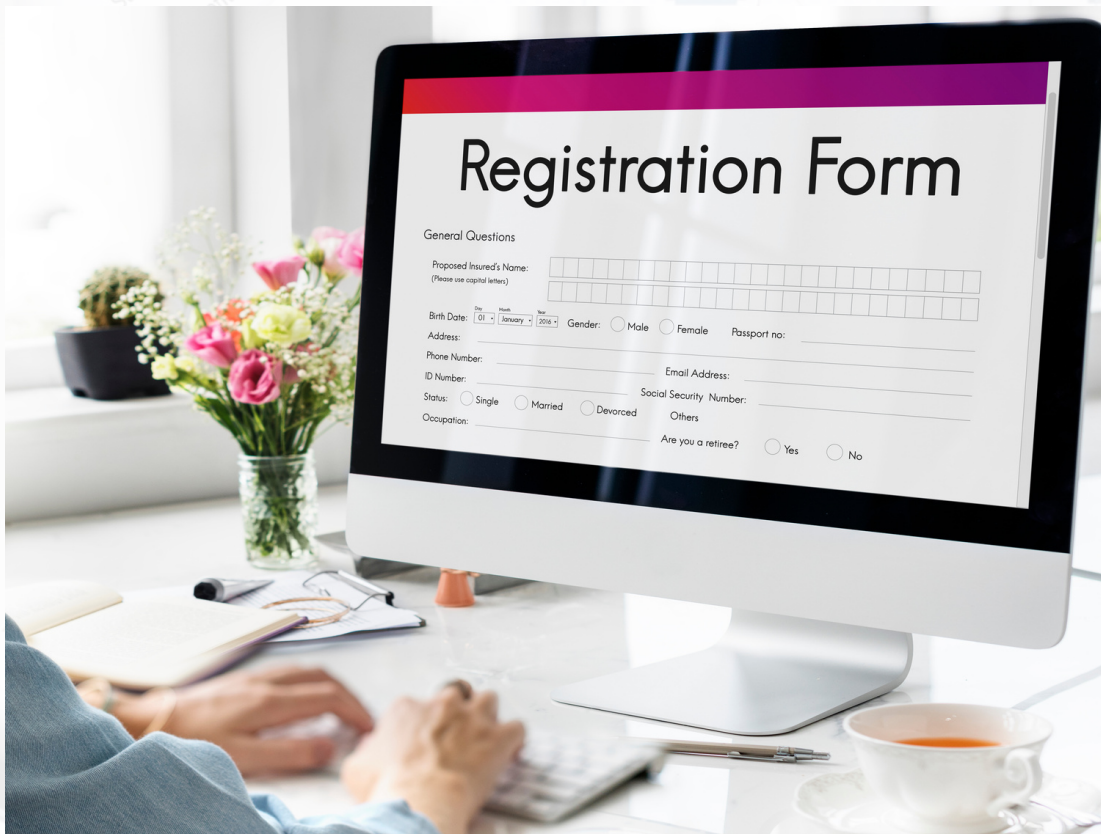 Registration Form
General Questions
Proposed Insured's Name:
(Please use capital letters)
Day Month Year
Birth Date: 01 January 2016 Gender: Male Female Passport no:
Address:
Phone Number: Email Address:
ID Number: Social Security Number:
Status: Single Married Devorced Others
Occupation: Are you a retiree? Yes No